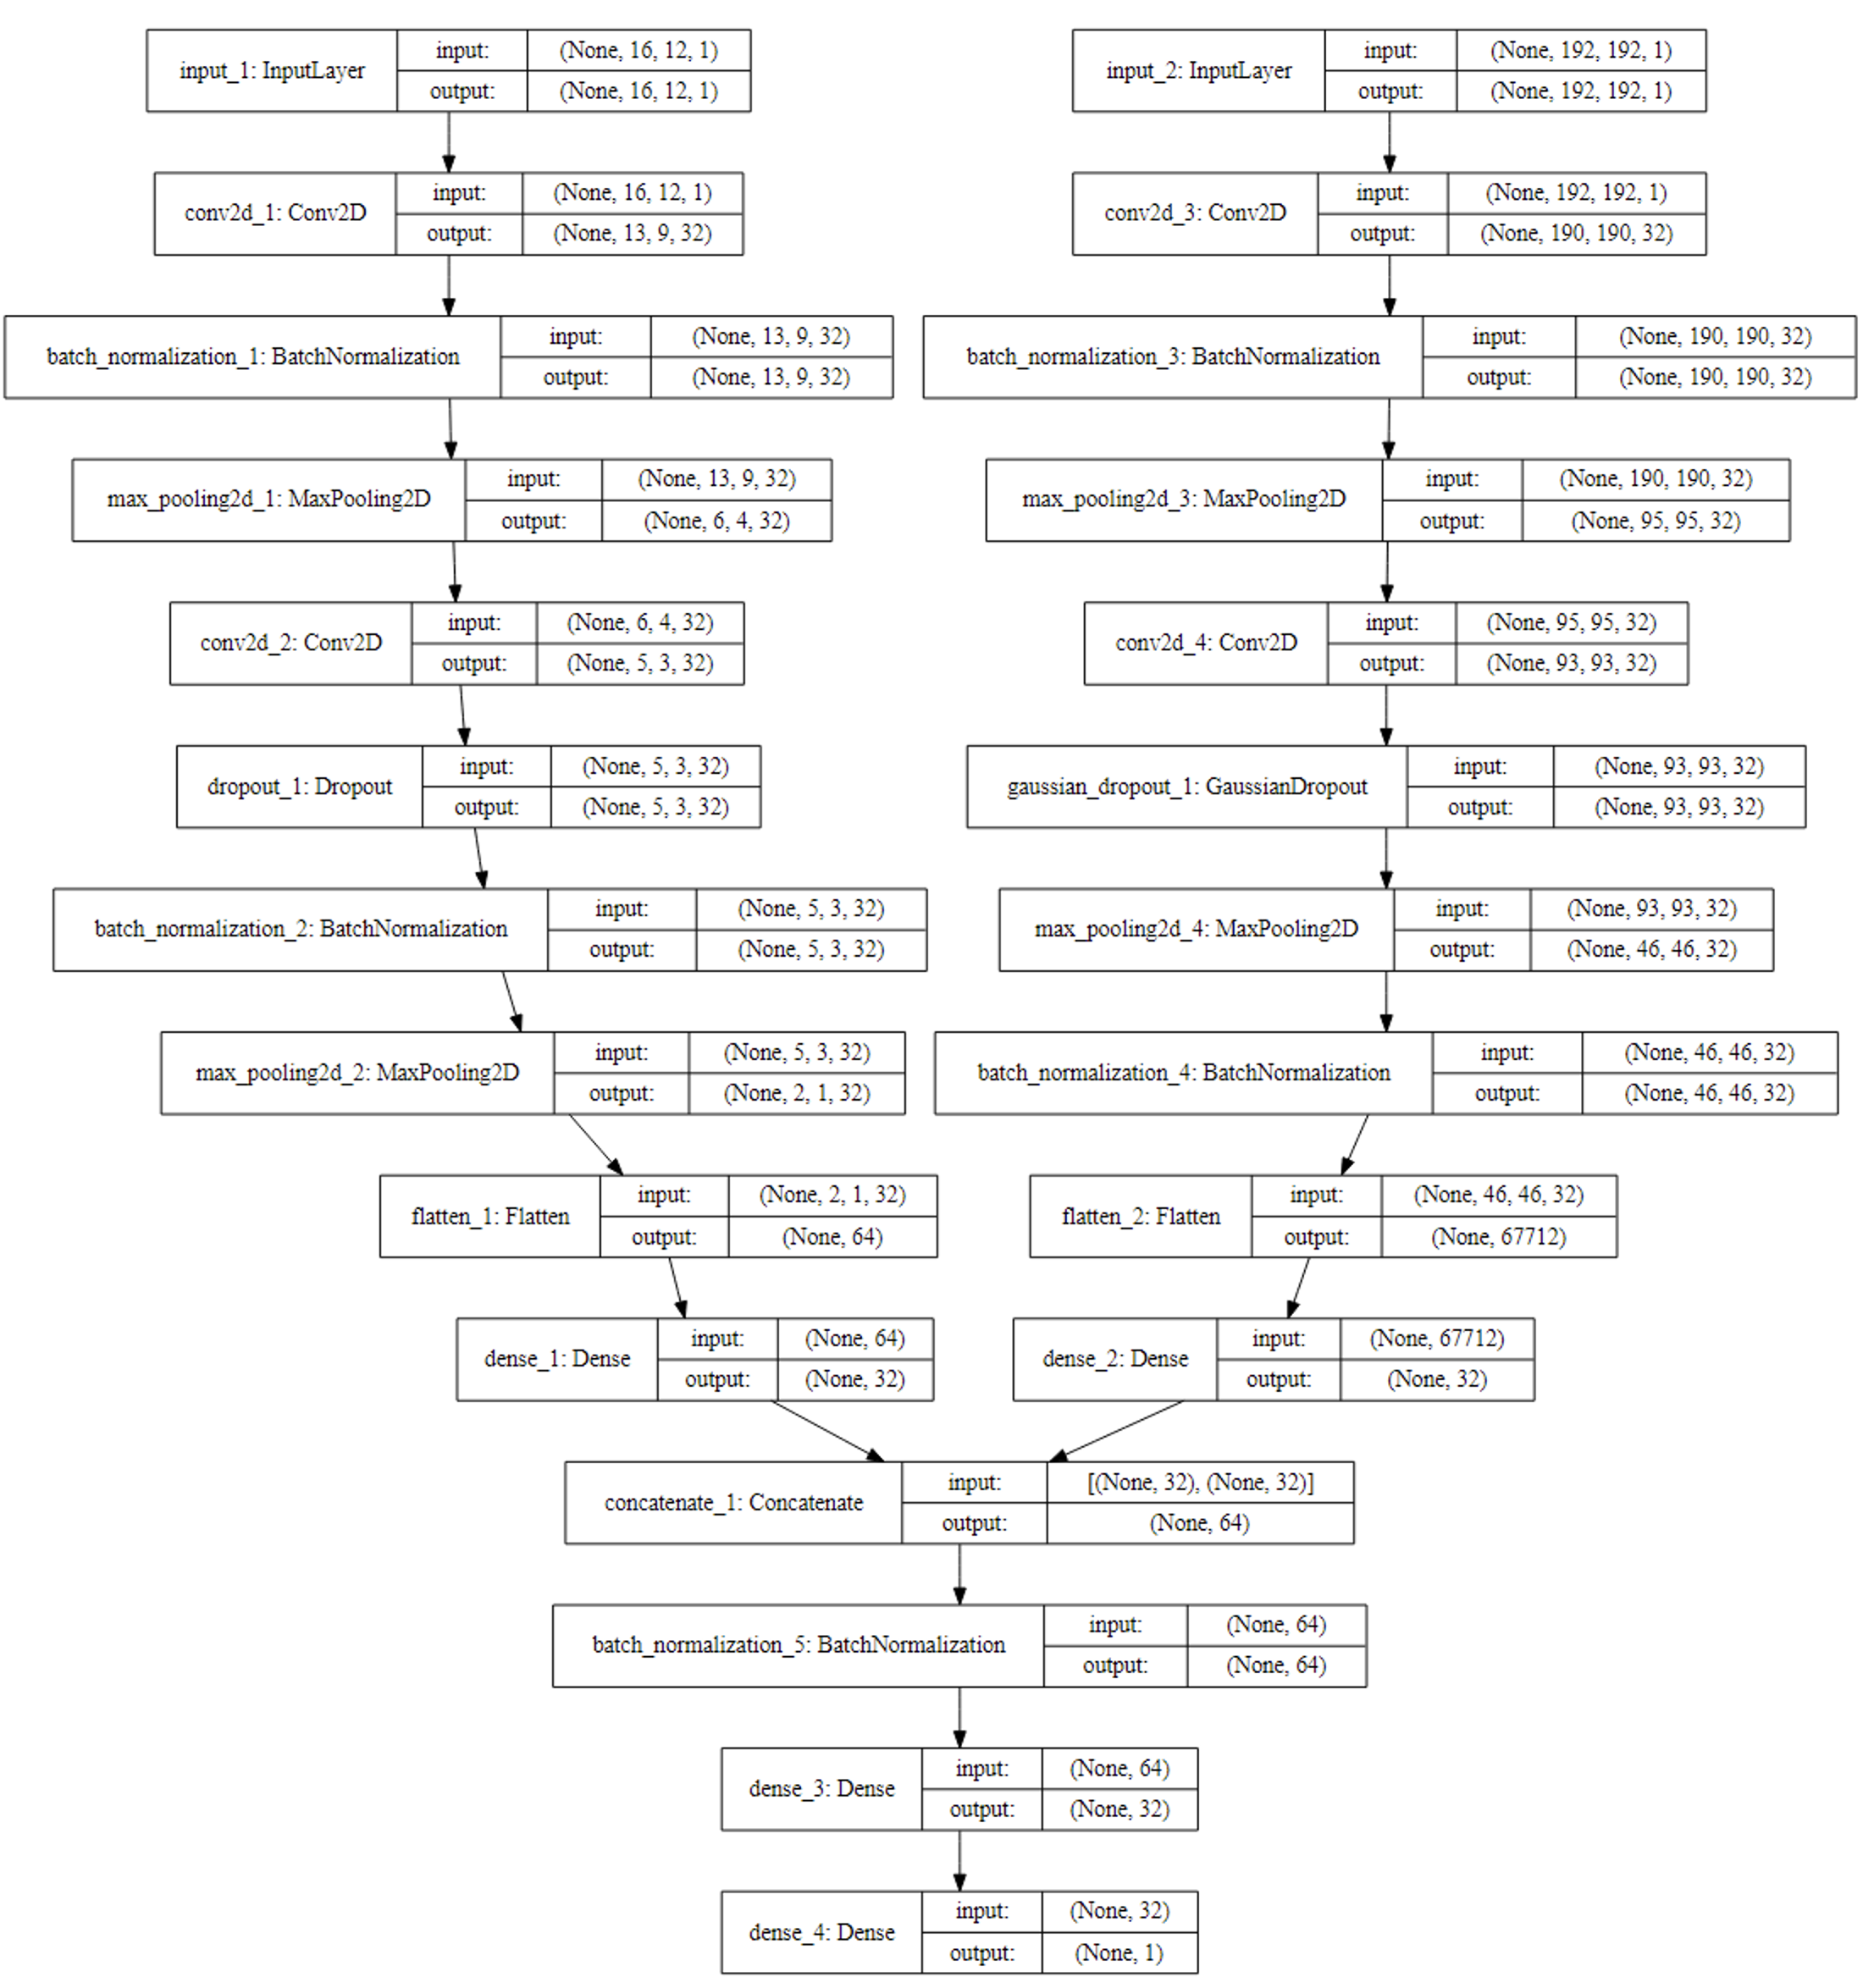 input_1: InputLayer
input: (None, 16, 12, 1)
output: (None, 16, 12, 1)
input_2: InputLayer
input: (None, 192, 192, 1)
output: (None, 192, 192, 1)
conv2d_1: Conv2D
input: (None, 16, 12, 1)
output: (None, 13, 9, 32)
conv2d_3: Conv2D
input: (None, 192, 192, 1)
output: (None, 190, 190, 32)
batch_normalization_1: BatchNormalization
input: (None, 13, 9, 32)
output: (None, 13, 9, 32)
batch_normalization_3: BatchNormalization
input: (None, 190, 190, 32)
output: (None, 190, 190, 32)
max_pooling2d_1: MaxPooling2D
input: (None, 13, 9, 32)
output: (None, 6, 4, 32)
max_pooling2d_3: MaxPooling2D
input: (None, 190, 190, 32)
output: (None, 95, 95, 32)
conv2d_2: Conv2D
input: (None, 6, 4, 32)
output: (None, 5, 3, 32)
conv2d_4: Conv2D
input: (None, 95, 95, 32)
output: (None, 93, 93, 32)
dropout_1: Dropout
input: (None, 5, 3, 32)
output: (None, 5, 3, 32)
gaussian_dropout_1: GaussianDropout
input: (None, 93, 93, 32)
output: (None, 93, 93, 32)
batch_normalization_2: BatchNormalization
input: (None, 5, 3, 32)
output: (None, 5, 3, 32)
max_pooling2d_4: MaxPooling2D
input: (None, 93, 93, 32)
output: (None, 46, 46, 32)
max_pooling2d_2: MaxPooling2D
input: (None, 5, 3, 32)
output: (None, 2, 1, 32)
batch_normalization_4: BatchNormalization
input: (None, 46, 46, 32)
output: (None, 46, 46, 32)
flatten_1: Flatten
input: (None, 2, 1, 32)
output: (None, 64)
flatten_2: Flatten
input: (None, 46, 46, 32)
output: (None, 67712)
dense_1: Dense
input: (None, 64)
output: (None, 32)
dense_2: Dense
input: (None, 67712)
output: (None, 32)
concatenate_1: Concatenate
input: [(None, 32), (None, 32)]
output: (None, 64)
batch_normalization_5: BatchNormalization
input: (None, 64)
output: (None, 64)
dense_3: Dense
input: (None, 64)
output: (None, 32)
dense_4: Dense
input: (None, 32)
output: (None, 1)